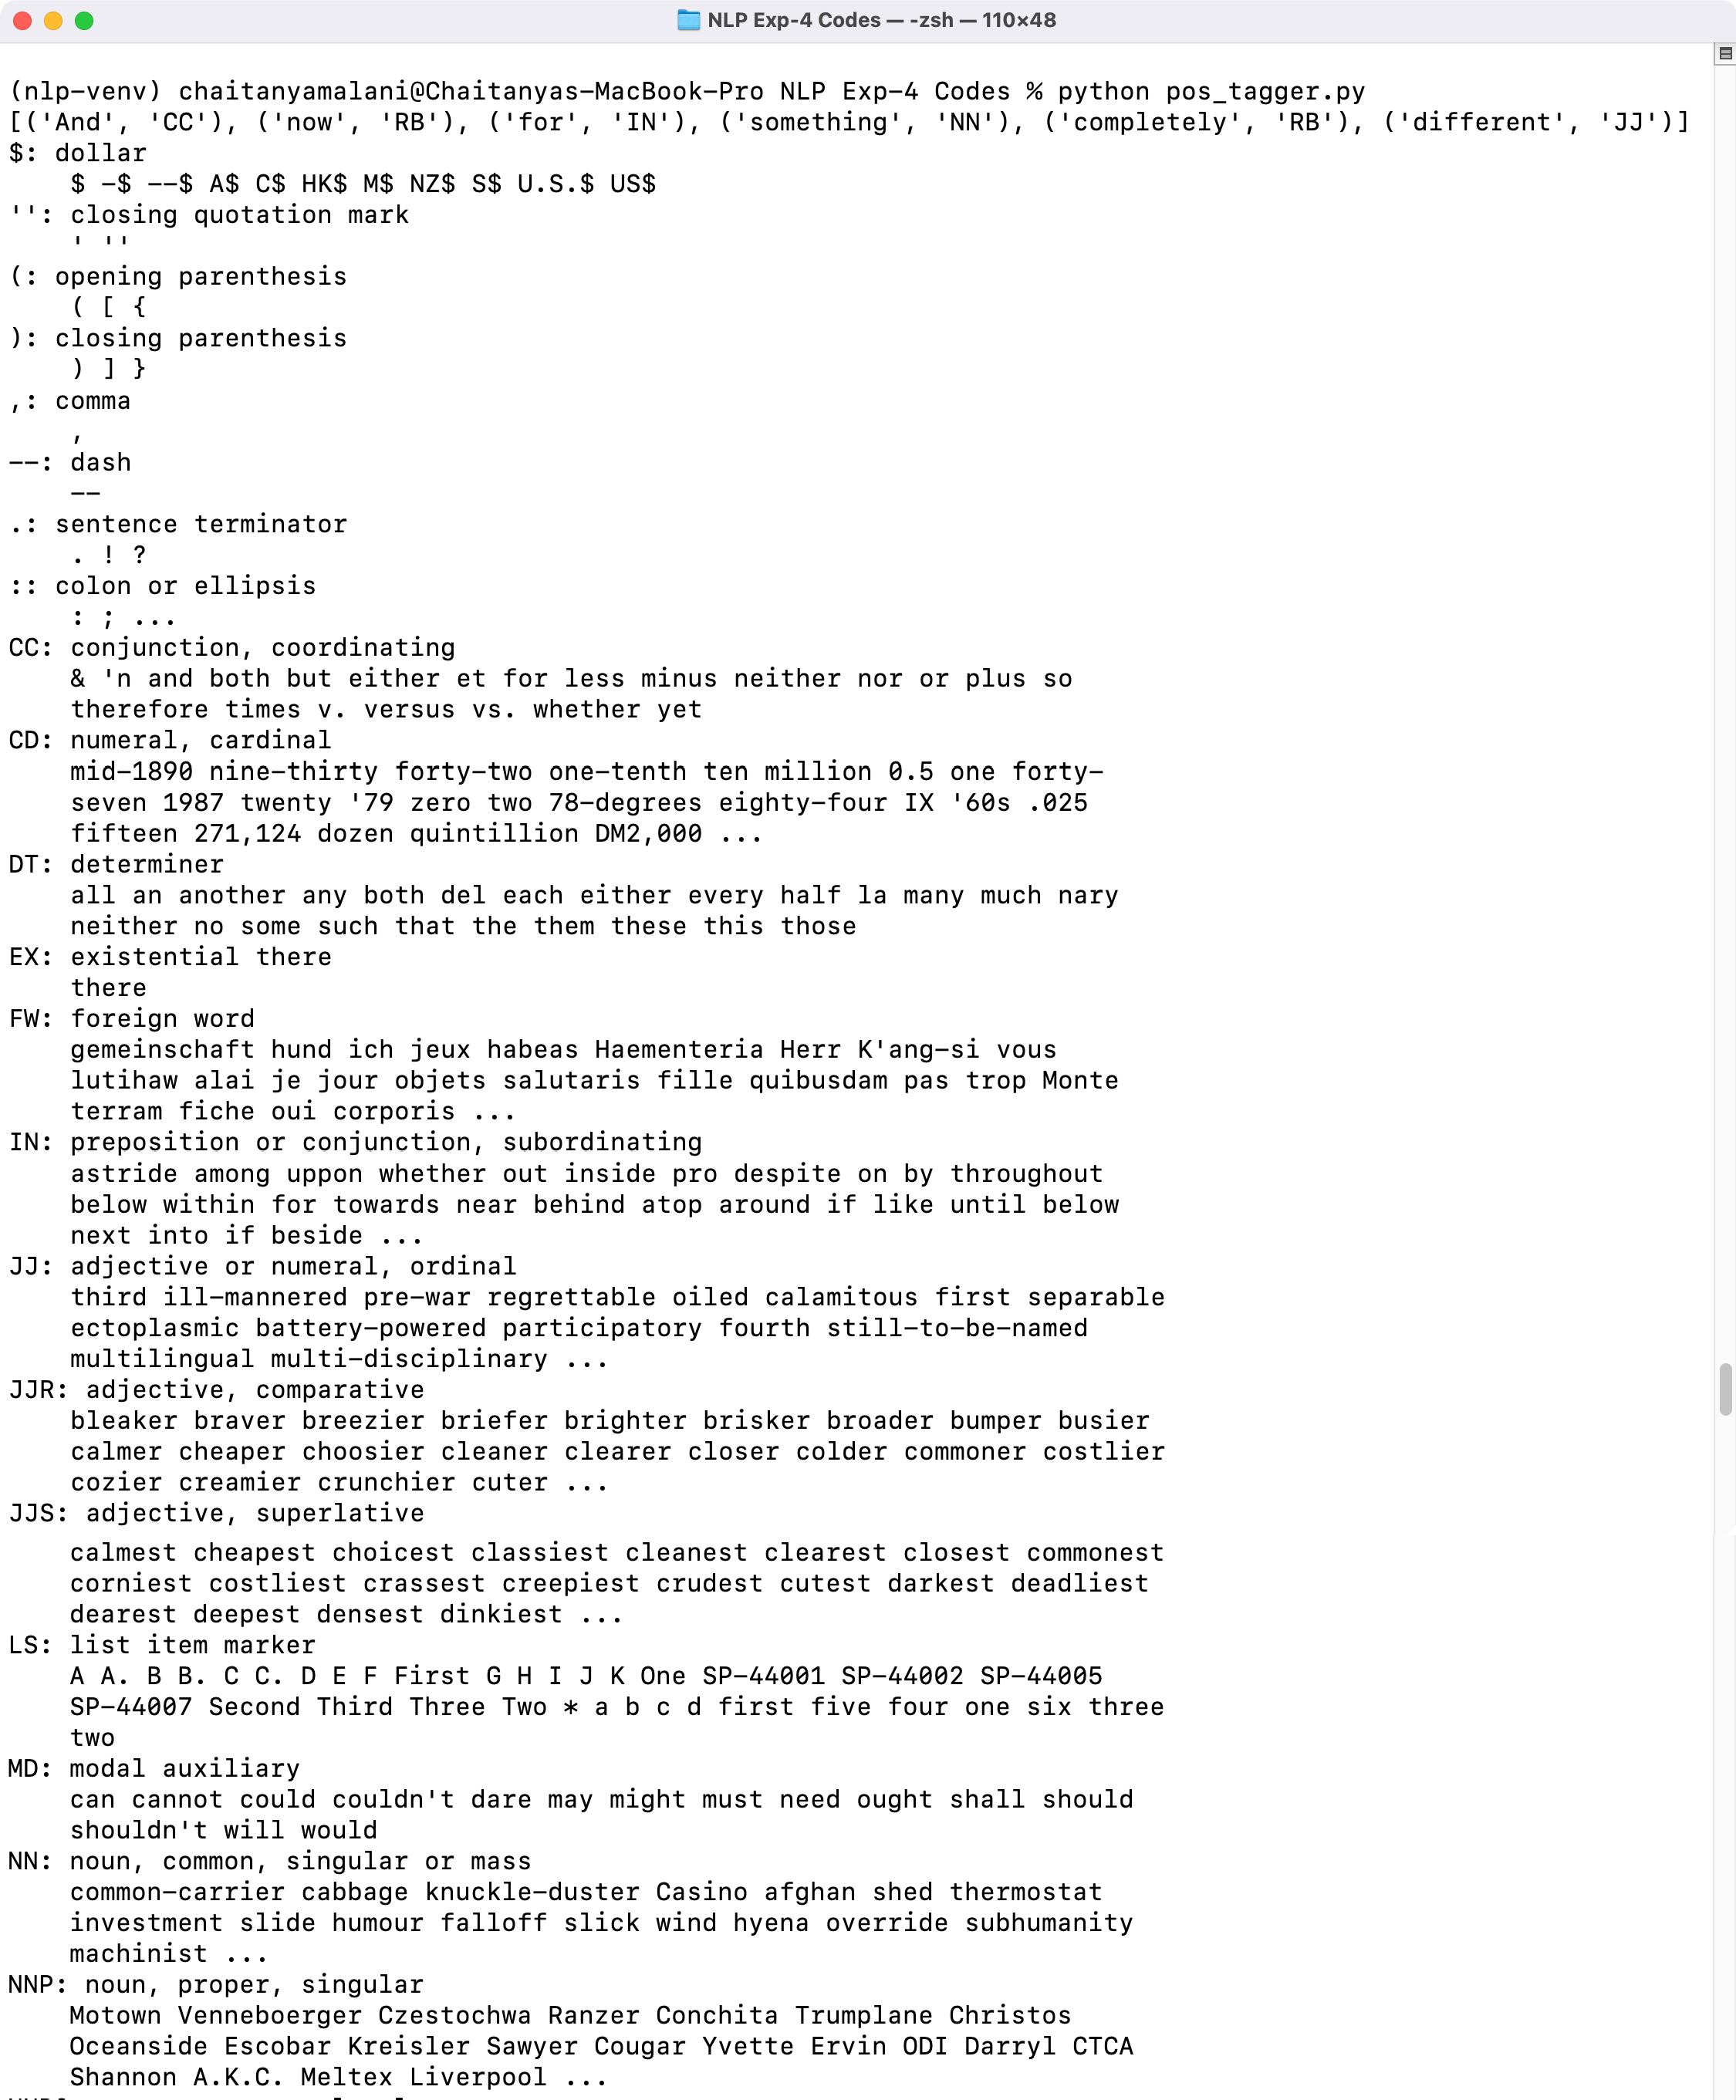 NLP Exp-4 Codes — -zsh — 110×48
(nlp-venv) chaitanyamalani@Chaitanyas-MacBook-Pro NLP Exp-4 Codes % python pos_tagger.py
[('And', 'CC'), ('now', 'RB'), ('for', 'IN'), ('something', 'NN'), ('completely', 'RB'), ('different', 'JJ')]
$: dollar
    $ -$ --$ A$ C$ HK$ M$ NZ$ S$ U.S.$ US$
'': closing quotation mark
    ' ''
(: opening parenthesis
    ( [ {
): closing parenthesis
    ) ] }
,: comma
    ,
--: dash
    --
.: sentence terminator
    . ! ?
:: colon or ellipsis
    : ; ...
CC: conjunction, coordinating
    & 'n and both but either et for less minus neither nor or plus so
    therefore times v. versus vs. whether yet
CD: numeral, cardinal
    mid-1890 nine-thirty forty-two one-tenth ten million 0.5 one forty-
    seven 1987 twenty '79 zero two 78-degrees eighty-four IX '60s .025
    fifteen 271,124 dozen quintillion DM2,000 ...
DT: determiner
    all an another any both del each either every half la many much nary
    neither no some such that the them these this those
EX: existential there
    there
FW: foreign word
    gemeinschaft hund ich jeux habeas Haementeria Herr K'ang-si vous
    lutihaw alai je jour objets salutaris fille quibusdam pas trop Monte
    terram fiche oui corporis ...
IN: preposition or conjunction, subordinating
    astride among uppon whether out inside pro despite on by throughout
    below within for towards near behind atop around if like until below
    next into if beside ...
JJ: adjective or numeral, ordinal
    third ill-mannered pre-war regrettable oiled calamitous first separable
    ectoplasmic battery-powered participatory fourth still-to-be-named
    multilingual multi-disciplinary ...
JJR: adjective, comparative
    bleaker braver breezier briefer brighter brisker broader bumper busier
    calmer cheaper choosier cleaner clearer closer colder commoner costlier
    cozier creamier crunchier cuter ...
JJS: adjective, superlative
    calmest cheapest choicest classiest cleanest clearest closest commonest
    corniest costliest crassest creepiest crudest cutest darkest deadliest
    dearest deepest densest dinkiest ...
LS: list item marker
    A A. B B. C C. D E F First G H I J K One SP-44001 SP-44002 SP-44005
    SP-44007 Second Third Three Two * a b c d first five four one six three
    two
MD: modal auxiliary
    can cannot could couldn't dare may might must need ought shall should
    shouldn't will would
NN: noun, common, singular or mass
    common-carrier cabbage knuckle-duster Casino afghan shed thermostat
    investment slide humour falloff slick wind hyena override subhumanity
    machinist ...
NNP: noun, proper, singular
    Motown Venneboerger Czestochwa Ranzer Conchita Trumplane Christos
    Oceanside Escobar Kreisler Sawyer Cougar Yvette Ervin ODI Darryl CTCA
    Shannon A.K.C. Meltex Liverpool ...